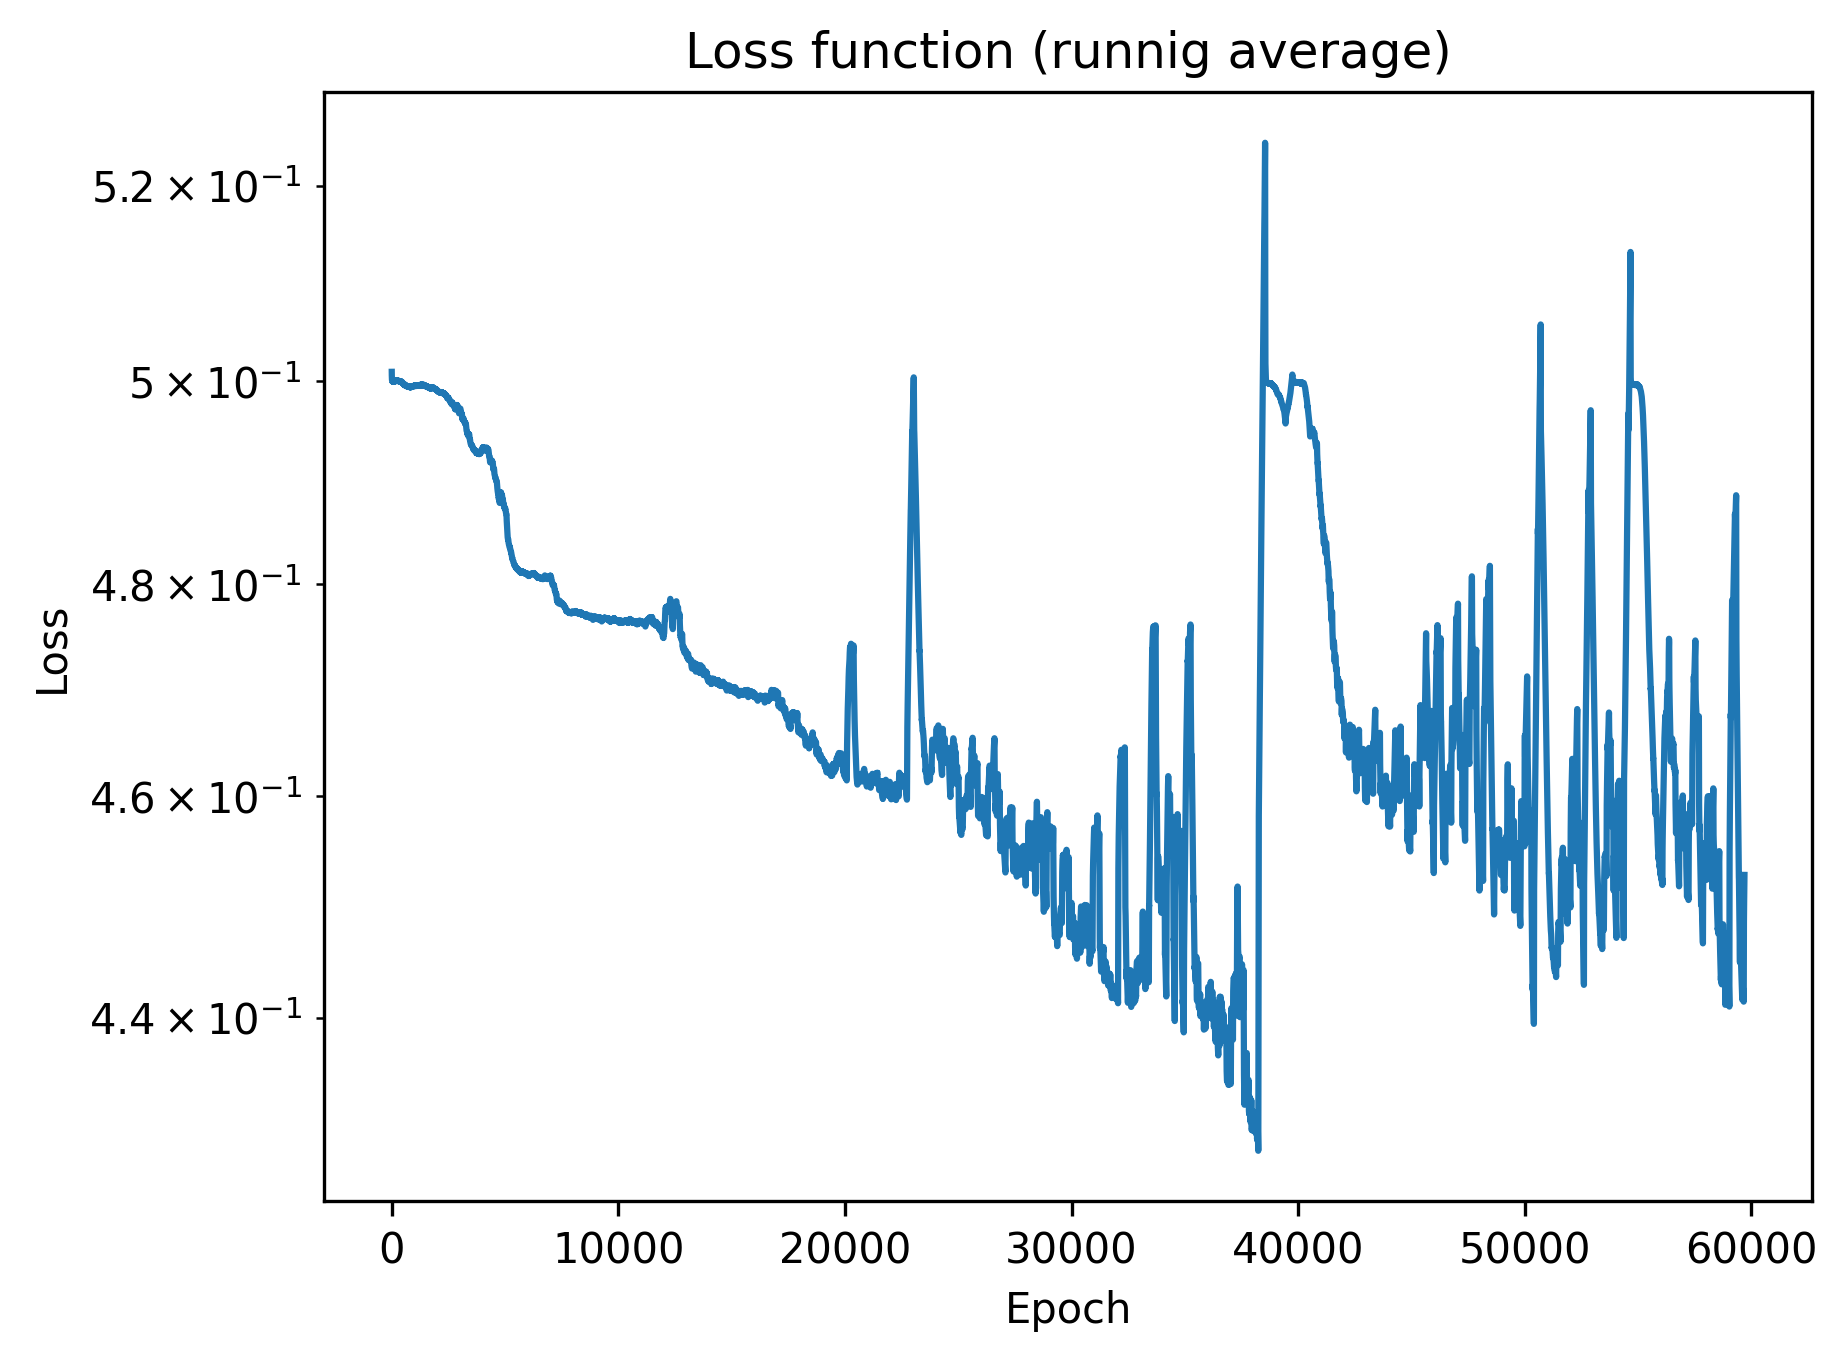 Loss function (runnig average)
5.2 × 10⁻¹
5 × 10⁻¹
4.8 × 10⁻¹
4.6 × 10⁻¹
4.4 × 10⁻¹
Loss
0 10000 20000 30000 40000 50000 60000
Epoch